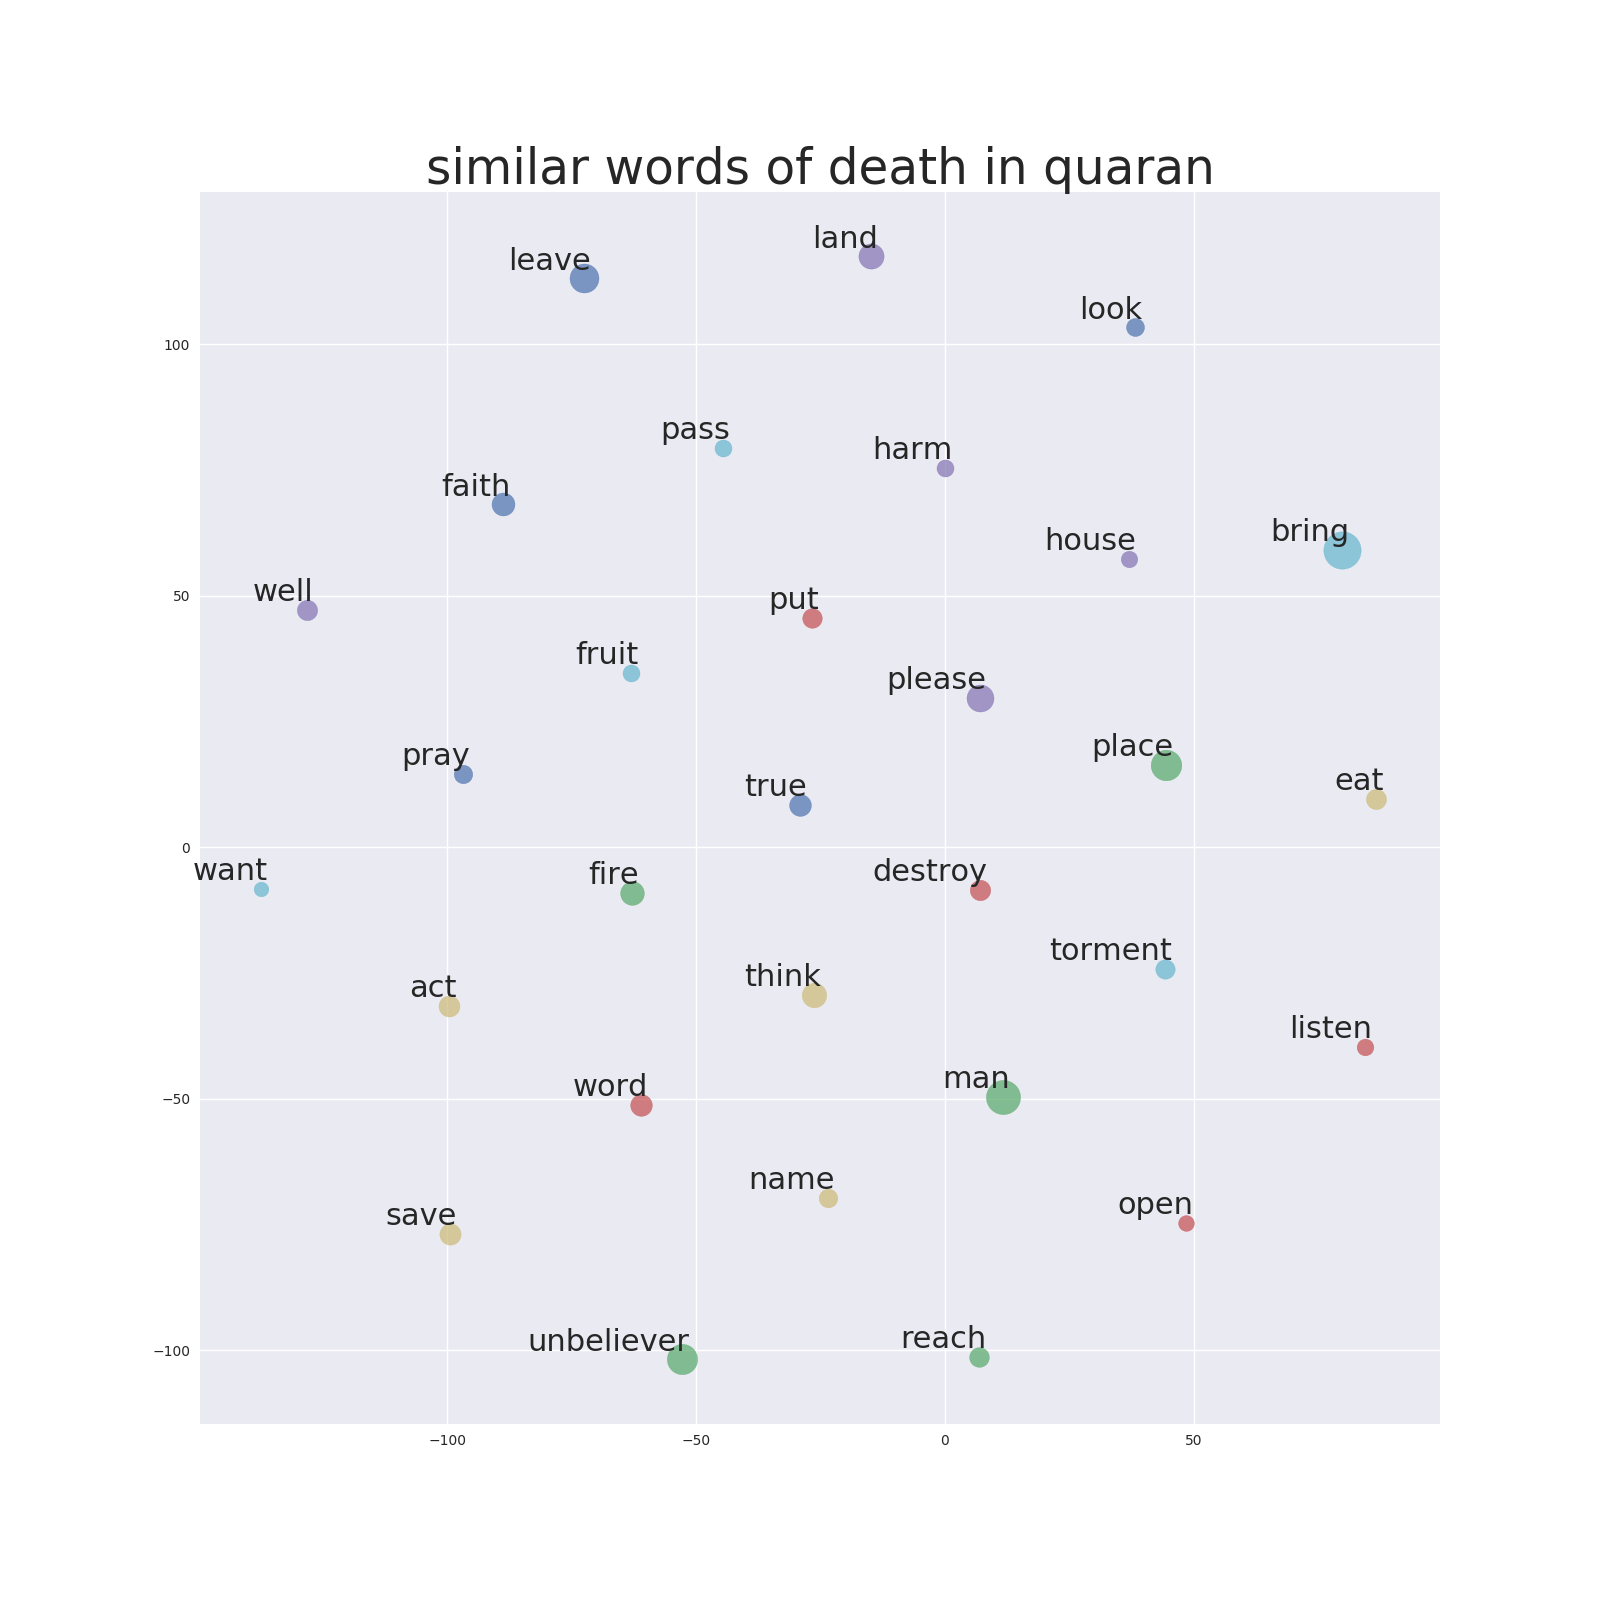 similar words of death in quaran
land
leave
look
100
pass
harm
faith
house
bring
well
50
put
fruit
please
place
pray
true
eat
0
want
fire
destroy
torment
think
act
listen
man
word
−50
name
open
save
reach
unbeliever
−100
−100
−50
0
50